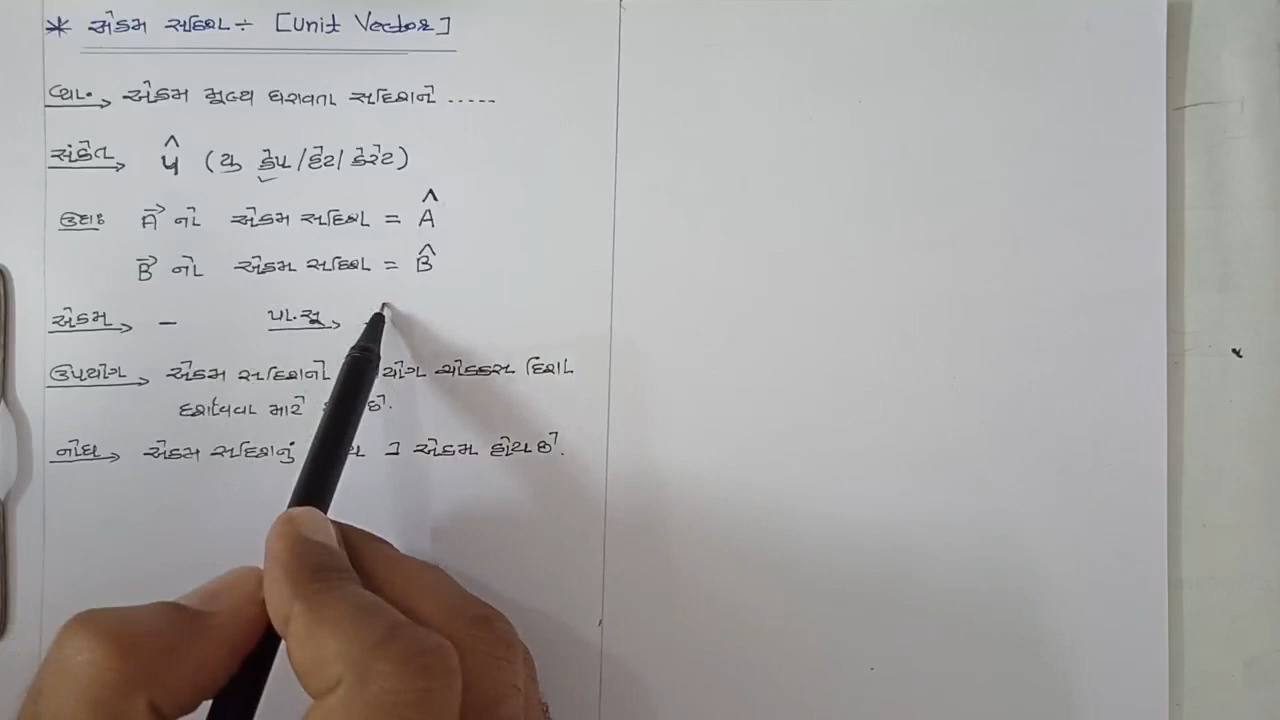 * એકમ સદિશ ÷ [Unit Vector]
વ્યા. → એકમ મૂલ્ય ધરાવતા સદિશને .....
સંકેત → û (યુ કેપ/હેટ/કેરેટ)
ઉદાઃ A⃗ નો એકમ સદિશ = Â
B⃗ નો એકમ સદિશ = B̂
એકમ → – પા.સૂ →
ઉપયોગ → એકમ સદિશનો ચોક્કસ દિશા
દર્શાવવા માટે છે.
નોંધ → એકમ સદિશનું 1 એકમ હોય છે.